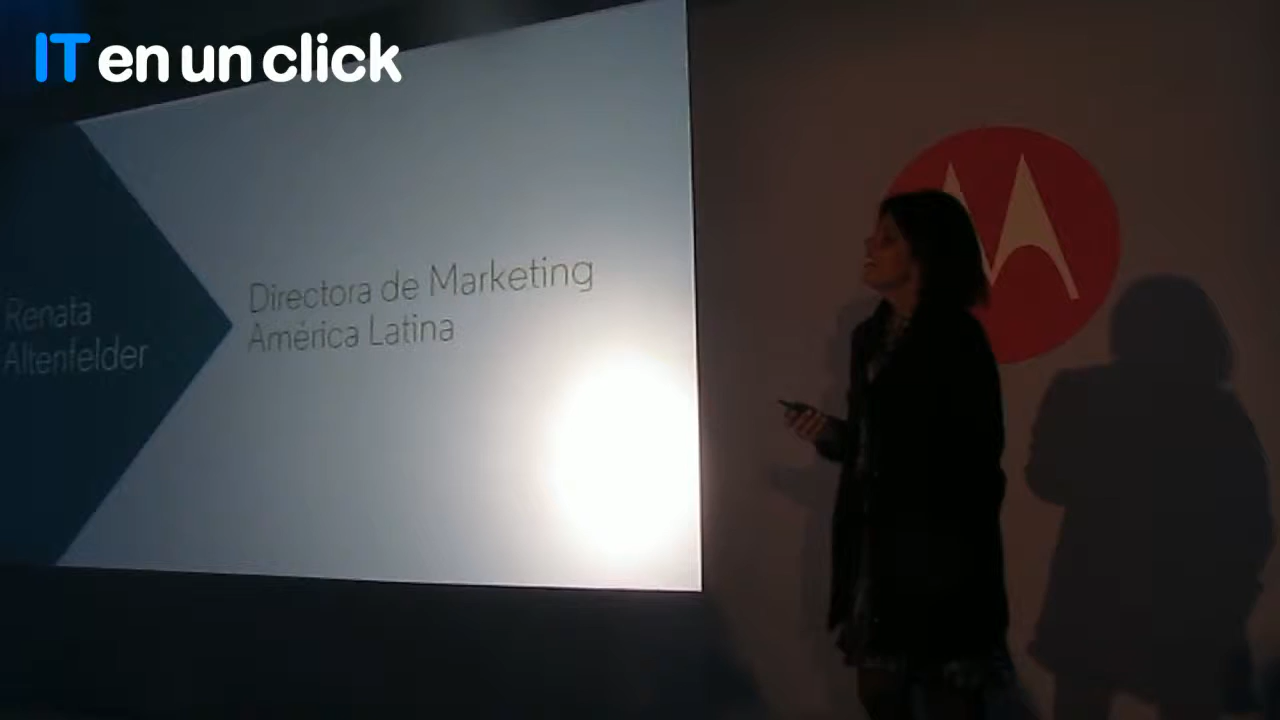 IT en un click
Renata
Altenfelder
Directora de Marketing
América Latina